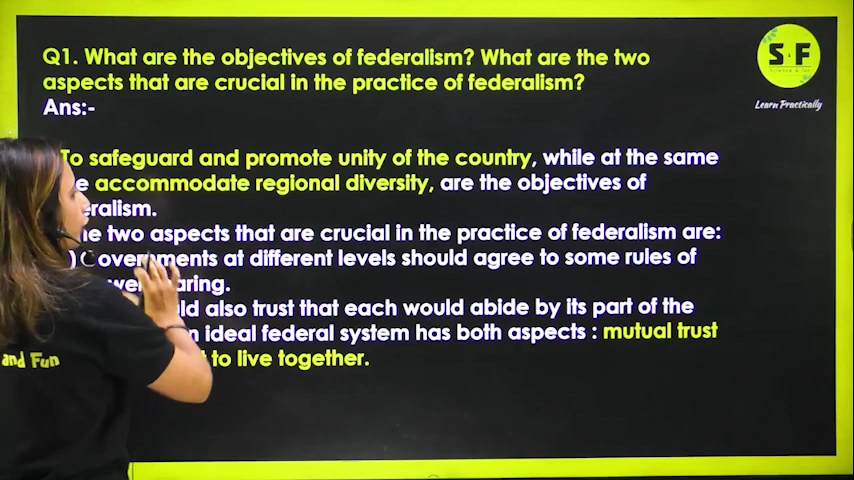 Q1. What are the objectives of federalism? What are the two
aspects that are crucial in the practice of federalism?
Ans:-
To safeguard and promote unity of the country, while at the same
accommodate regional diversity, are the objectives of
two aspects that are crucial in the practice of federalism are:
Governments at different levels should agree to some rules of
also trust that each would abide by its part of the
ideal federal system has both aspects : mutual trust
to live together.
S&F
Learn Practically
and Fun